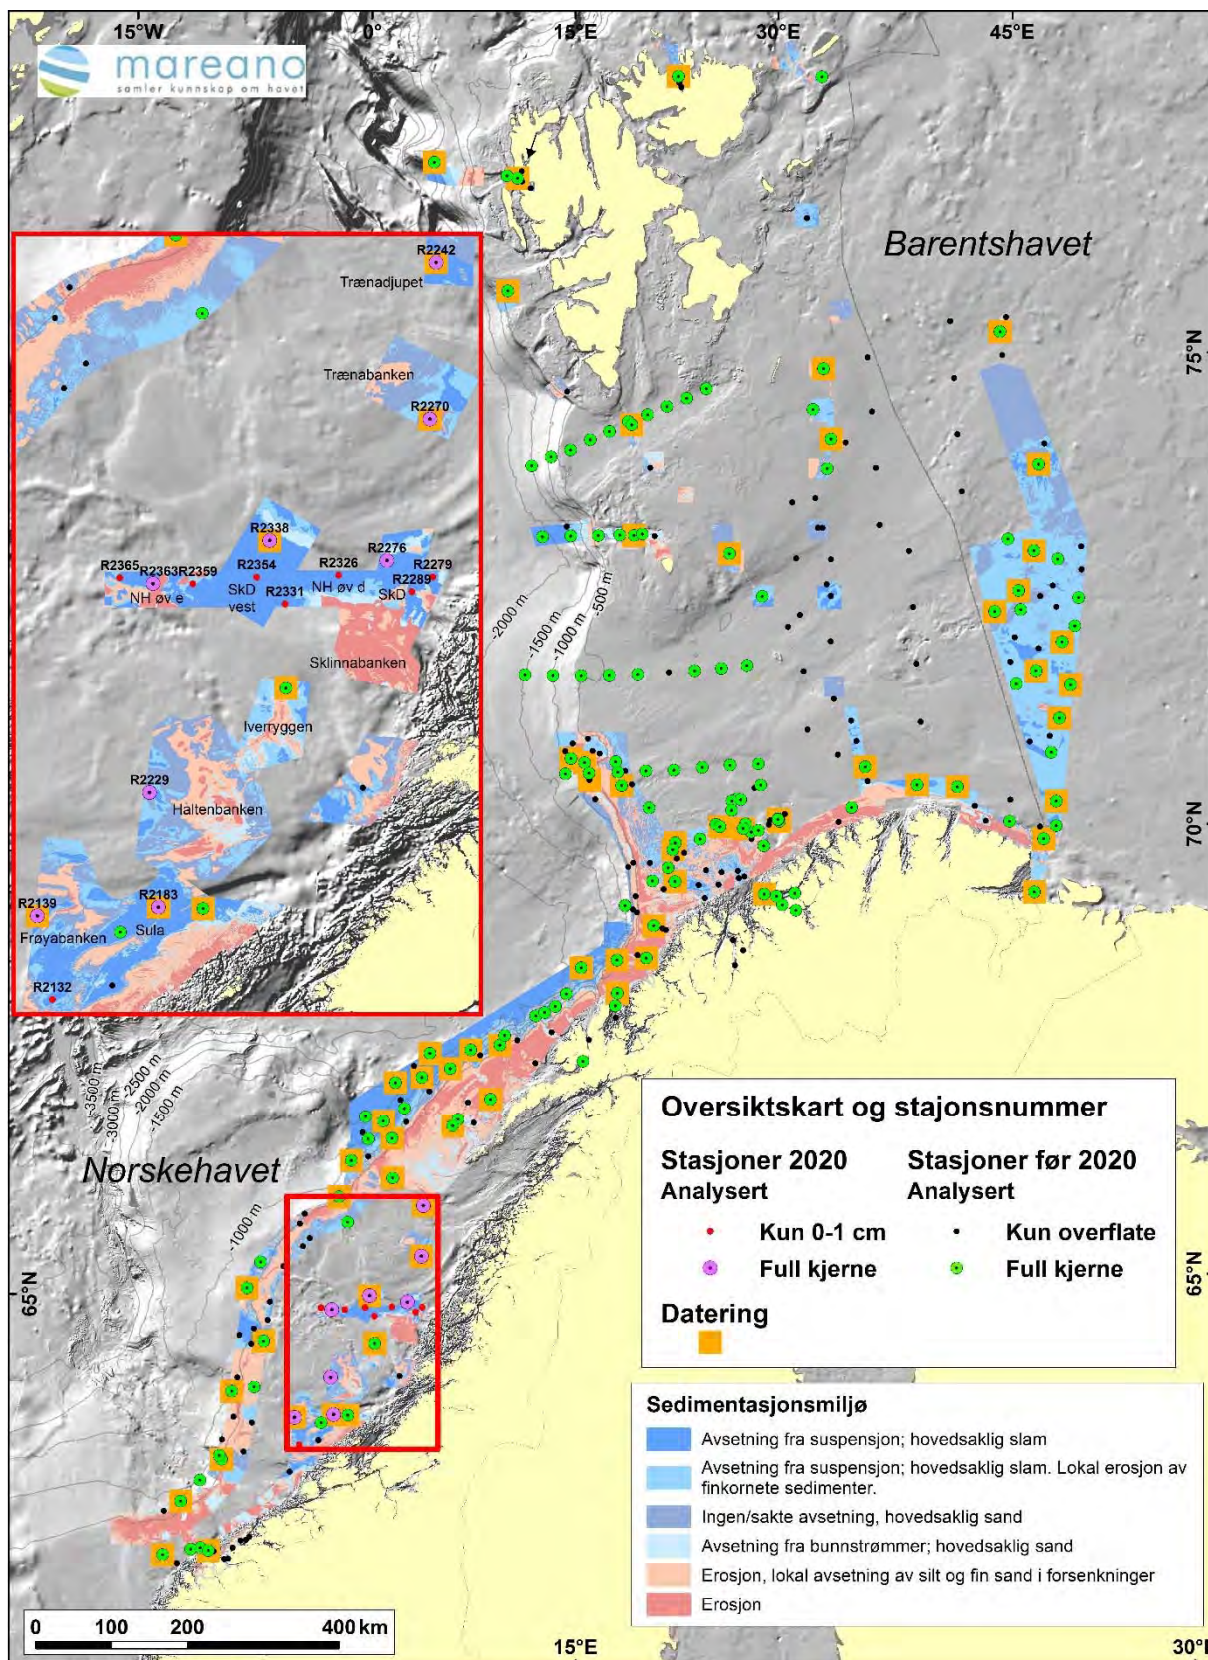 15°W
0°
15°E
30°E
45°E
mareano
samler kunnskap om havet
Barentshavet
75°N
R2242
Trænadjupet
Trænabanken
R2270
R2338
R2276
R2365
R2363
R2359
R2354
R2326
R2279
R2289
NH øv e
SkD
vest
R2331
NH øv d
SkD
Sklinnabanken
Iverryggen
R2229
Haltenbanken
R2183
R2139
Frøyabanken
Sula
R2132
-2000 m
-1500 m
-1000 m
-500 m
70°N
-3500 m
-3000 m
-2500 m
-2000 m
-1500 m
Norskehavet
-1000 m
65°N
65°N
Oversiktskart og stajonsnummer
Stasjoner 2020
Stasjoner før 2020
Analysert
Analysert
Kun 0-1 cm
Kun overflate
Full kjerne
Full kjerne
Datering
Sedimentasjonsmiljø
Avsetning fra suspensjon; hovedsaklig slam
Avsetning fra suspensjon; hovedsaklig slam. Lokal erosjon av
finkornete sedimenter.
Ingen/sakte avsetning, hovedsaklig sand
Avsetning fra bunnstrømmer; hovedsaklig sand
Erosjon, lokal avsetning av silt og fin sand i forsenkninger
Erosjon
0 100 200 400 km
15°E
30°E